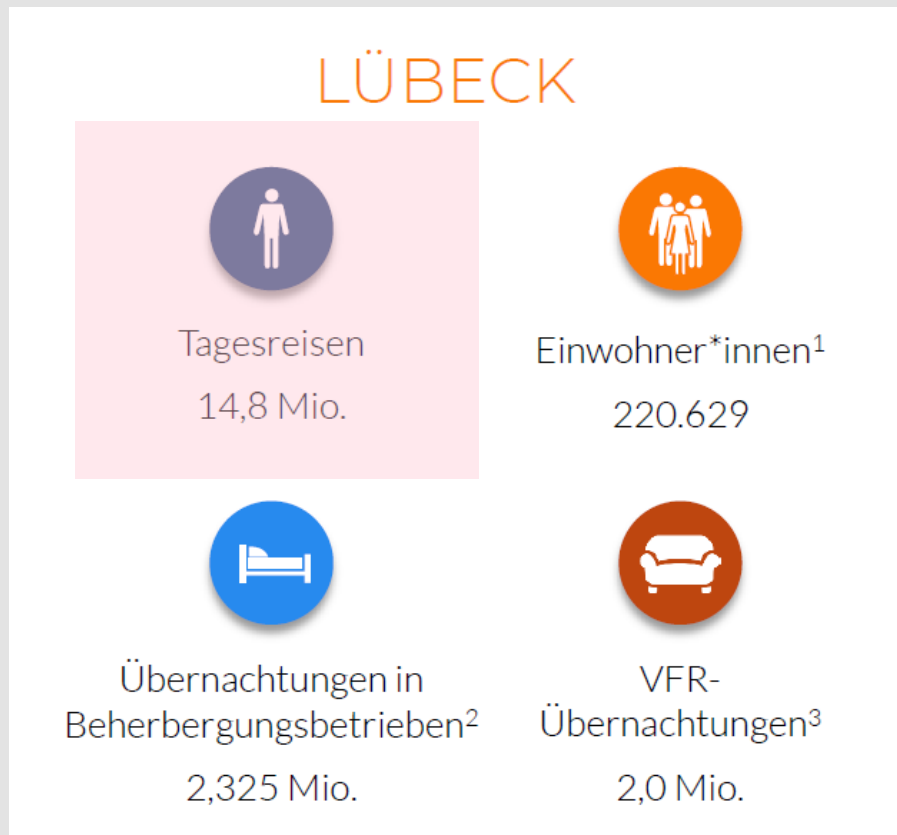 LÜBECK
Tagesreisen
14,8 Mio.
Einwohner*innen¹
220.629
Übernachtungen in
Beherbergungsbetrieben²
2,325 Mio.
VFR-
Übernachtungen³
2,0 Mio.